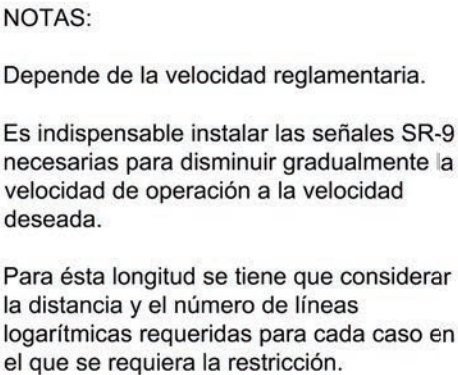 NOTAS:
Depende de la velocidad reglamentaria.
Es indispensable instalar las señales SR-9
necesarias para disminuir gradualmente la
velocidad de operación a la velocidad
deseada.
Para ésta longitud se tiene que considerar
la distancia y el número de líneas
logarítmicas requeridas para cada caso en
el que se requiera la restricción.